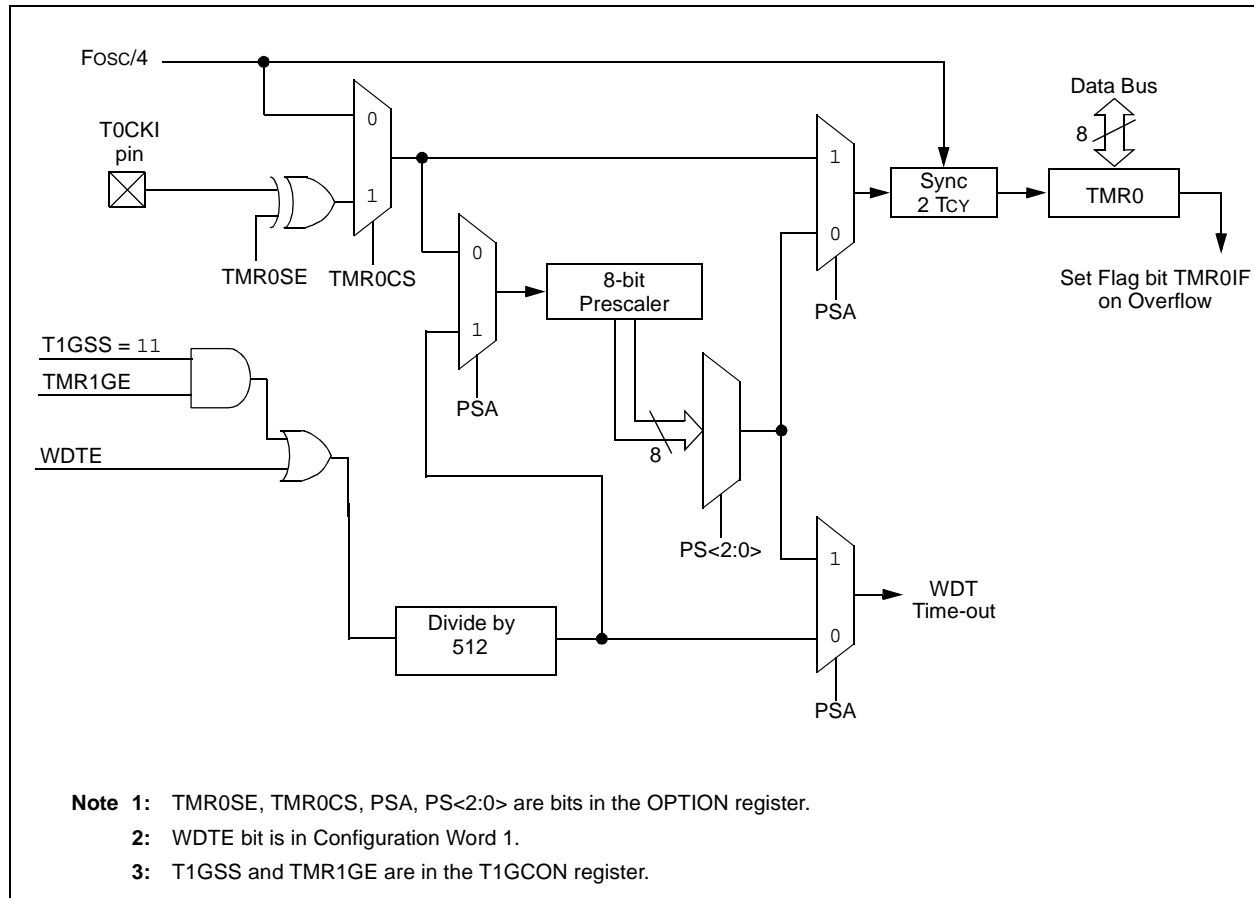 FOSC/4
T0CKI
pin
0
1
TMR0SE
TMR0CS
0
1
PSA
8-bit
Prescaler
8
PS<2:0>
1
0
PSA
Sync
2 TCY
Data Bus
8
TMR0
Set Flag bit TMR0IF
on Overflow
T1GSS = 11
TMR1GE
WDTE
Divide by
512
1
0
PSA
WDT
Time-out
Note 1: TMR0SE, TMR0CS, PSA, PS<2:0> are bits in the OPTION register.
2: WDTE bit is in Configuration Word 1.
3: T1GSS and TMR1GE are in the T1GCON register.